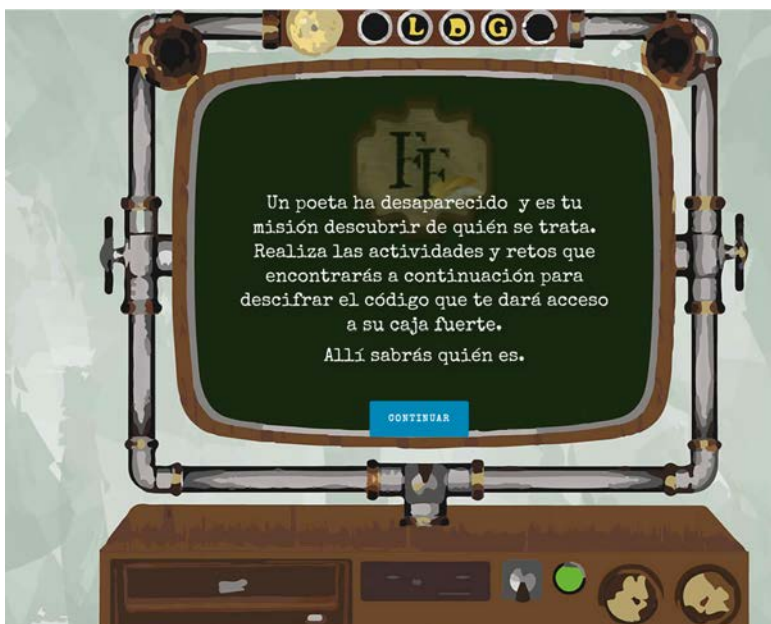 L D G
FF
Un poeta ha desaparecido y es tu
misión descubrir de quién se trata.
Realiza las actividades y retos que
encontrarás a continuación para
descifrar el código que te dará acceso
a su caja fuerte.
Allí sabrás quién es.
CONTINUAR